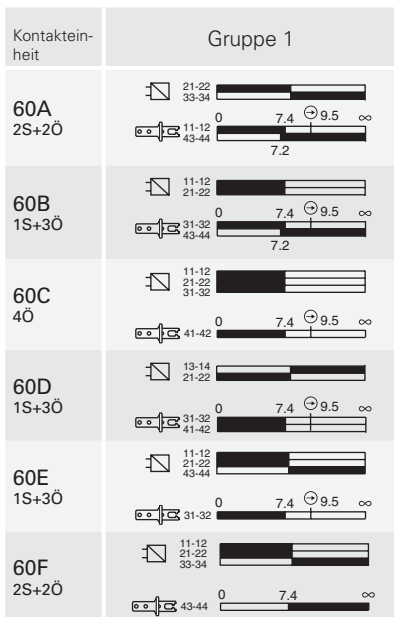 Kontaktein-
heit
Gruppe 1
60A
2S+2Ö
21-22
33-34
0 7.4 9.5 ∞
11-12
43-44
7.2
60B
1S+3Ö
11-12
21-22
0 7.4 9.5 ∞
31-32
43-44
7.2
60C
4Ö
11-12
21-22
31-32
0 7.4 9.5 ∞
41-42
60D
1S+3Ö
13-14
21-22
0 7.4 9.5 ∞
31-32
41-42
60E
1S+3Ö
11-12
21-22
43-44
0 7.4 9.5 ∞
31-32
60F
2S+2Ö
11-12
21-22
33-34
0 7.4 ∞
43-44